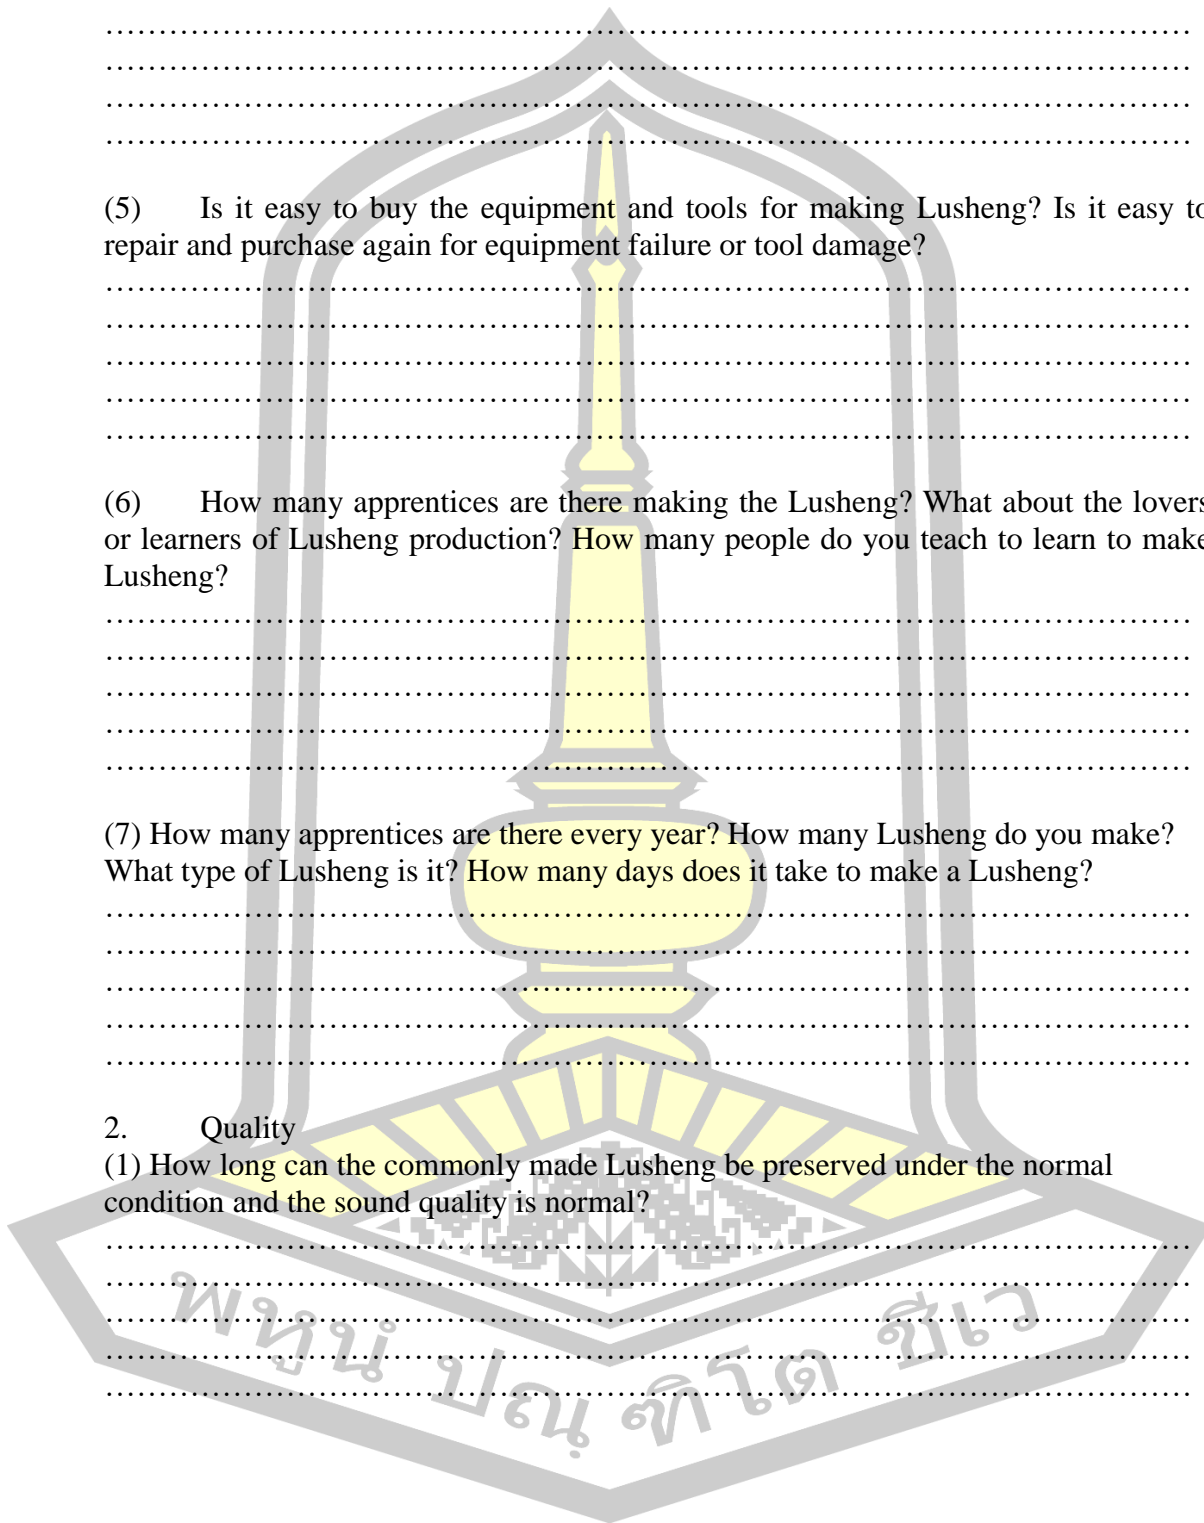 …………………………………………………………………………………………
…………………………………………………………………………………………
…………………………………………………………………………………………
…………………………………………………………………………………………
(5) Is it easy to buy the equipment and tools for making Lusheng? Is it easy to
repair and purchase again for equipment failure or tool damage?
…………………………………………………………………………………………
…………………………………………………………………………………………
…………………………………………………………………………………………
…………………………………………………………………………………………
…………………………………………………………………………………………
(6) How many apprentices are there making the Lusheng? What about the lovers
or learners of Lusheng production? How many people do you teach to learn to make
Lusheng?
…………………………………………………………………………………………
…………………………………………………………………………………………
…………………………………………………………………………………………
…………………………………………………………………………………………
…………………………………………………………………………………………
(7) How many apprentices are there every year? How many Lusheng do you make?
What type of Lusheng is it? How many days does it take to make a Lusheng?
…………………………………………………………………………………………
…………………………………………………………………………………………
…………………………………………………………………………………………
…………………………………………………………………………………………
…………………………………………………………………………………………
2. Quality
(1) How long can the commonly made Lusheng be preserved under the normal
condition and the sound quality is normal?
…………………………………………………………………………………………
…………………………………………………………………………………………
…………………………………………………………………………………………
…………………………………………………………………………………………
…………………………………………………………………………………………
พหูนํ ปณฺฑิโต ชีเว